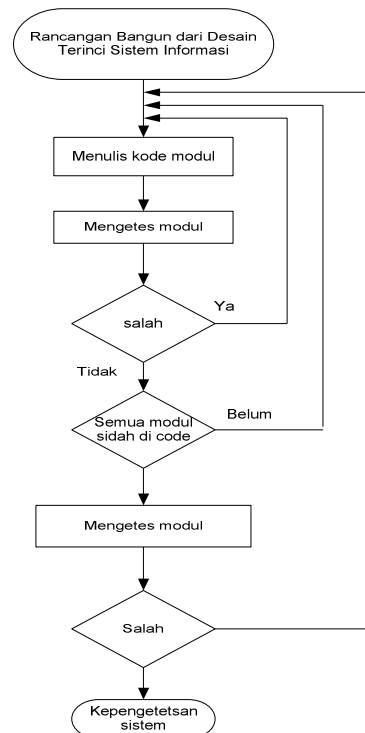 Rancangan Bangun dari Desain
Terinci Sistem Informasi
Menulis kode modul
Mengetes modul
salah
Ya
Tidak
Semua modul
sidah di code
Belum
Mengetes modul
Salah
Kepengetetsan
sistem